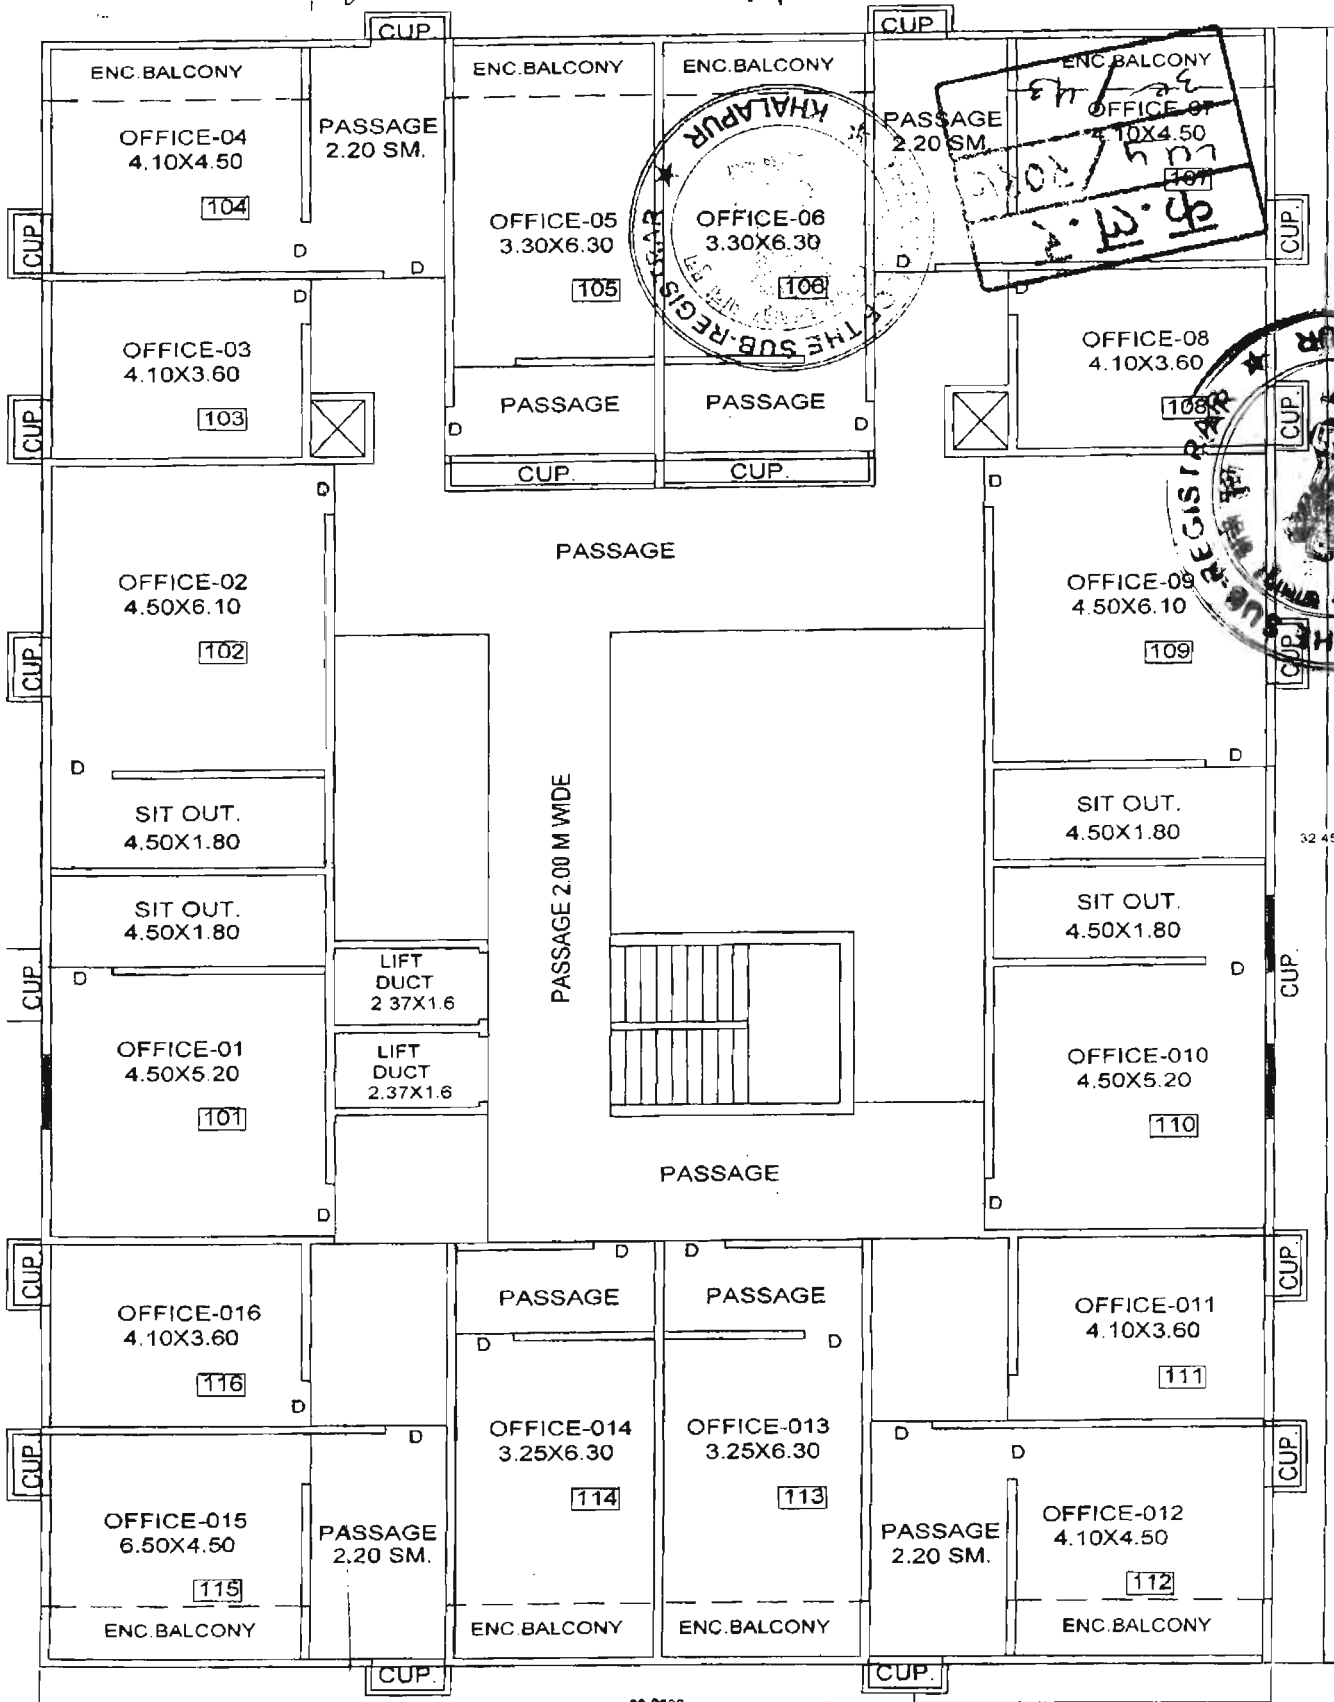 CUP.
CUP.
ENC.BALCONY
ENC.BALCONY
ENC.BALCONY
ENC.BALCONY
OFFICE-04
4.10X4.50
104
PASSAGE
2.20 SM.
OFFICE-05
3.30X6.30
105
OFFICE-06
3.30X6.30
106
PASSAGE
2.20 SM.
OFFICE-07
4.10X4.50
107
KHALAPUR
THE SUB-REGISTRAR
CUP.
CUP.
D
D
D
D
D
OFFICE-03
4.10X3.60
103
PASSAGE
PASSAGE
OFFICE-08
4.10X3.60
108
CUP.
CUP.
D
D
CUP.
CUP.
D
D
PASSAGE
OFFICE-02
4.50X6.10
102
OFFICE-09
4.50X6.10
109
SUB-REGISTRAR
CUP.
CUP.
D
D
PASSAGE 2.00 M WIDE
SIT OUT.
4.50X1.80
SIT OUT.
4.50X1.80
SIT OUT.
4.50X1.80
SIT OUT.
4.50X1.80
CUP.
CUP.
D
D
LIFT
DUCT
2.37X1.6
LIFT
DUCT
2.37X1.6
OFFICE-01
4.50X5.20
101
OFFICE-010
4.50X5.20
110
PASSAGE
D
D
CUP.
CUP.
D
D
PASSAGE
PASSAGE
OFFICE-016
4.10X3.60
116
OFFICE-011
4.10X3.60
111
D
D
D
D
D
D
CUP.
CUP.
OFFICE-014
3.25X6.30
114
OFFICE-013
3.25X6.30
113
OFFICE-015
6.50X4.50
115
PASSAGE
2.20 SM.
PASSAGE
2.20 SM.
OFFICE-012
4.10X4.50
112
ENC.BALCONY
ENC.BALCONY
ENC.BALCONY
ENC.BALCONY
CUP.
CUP.